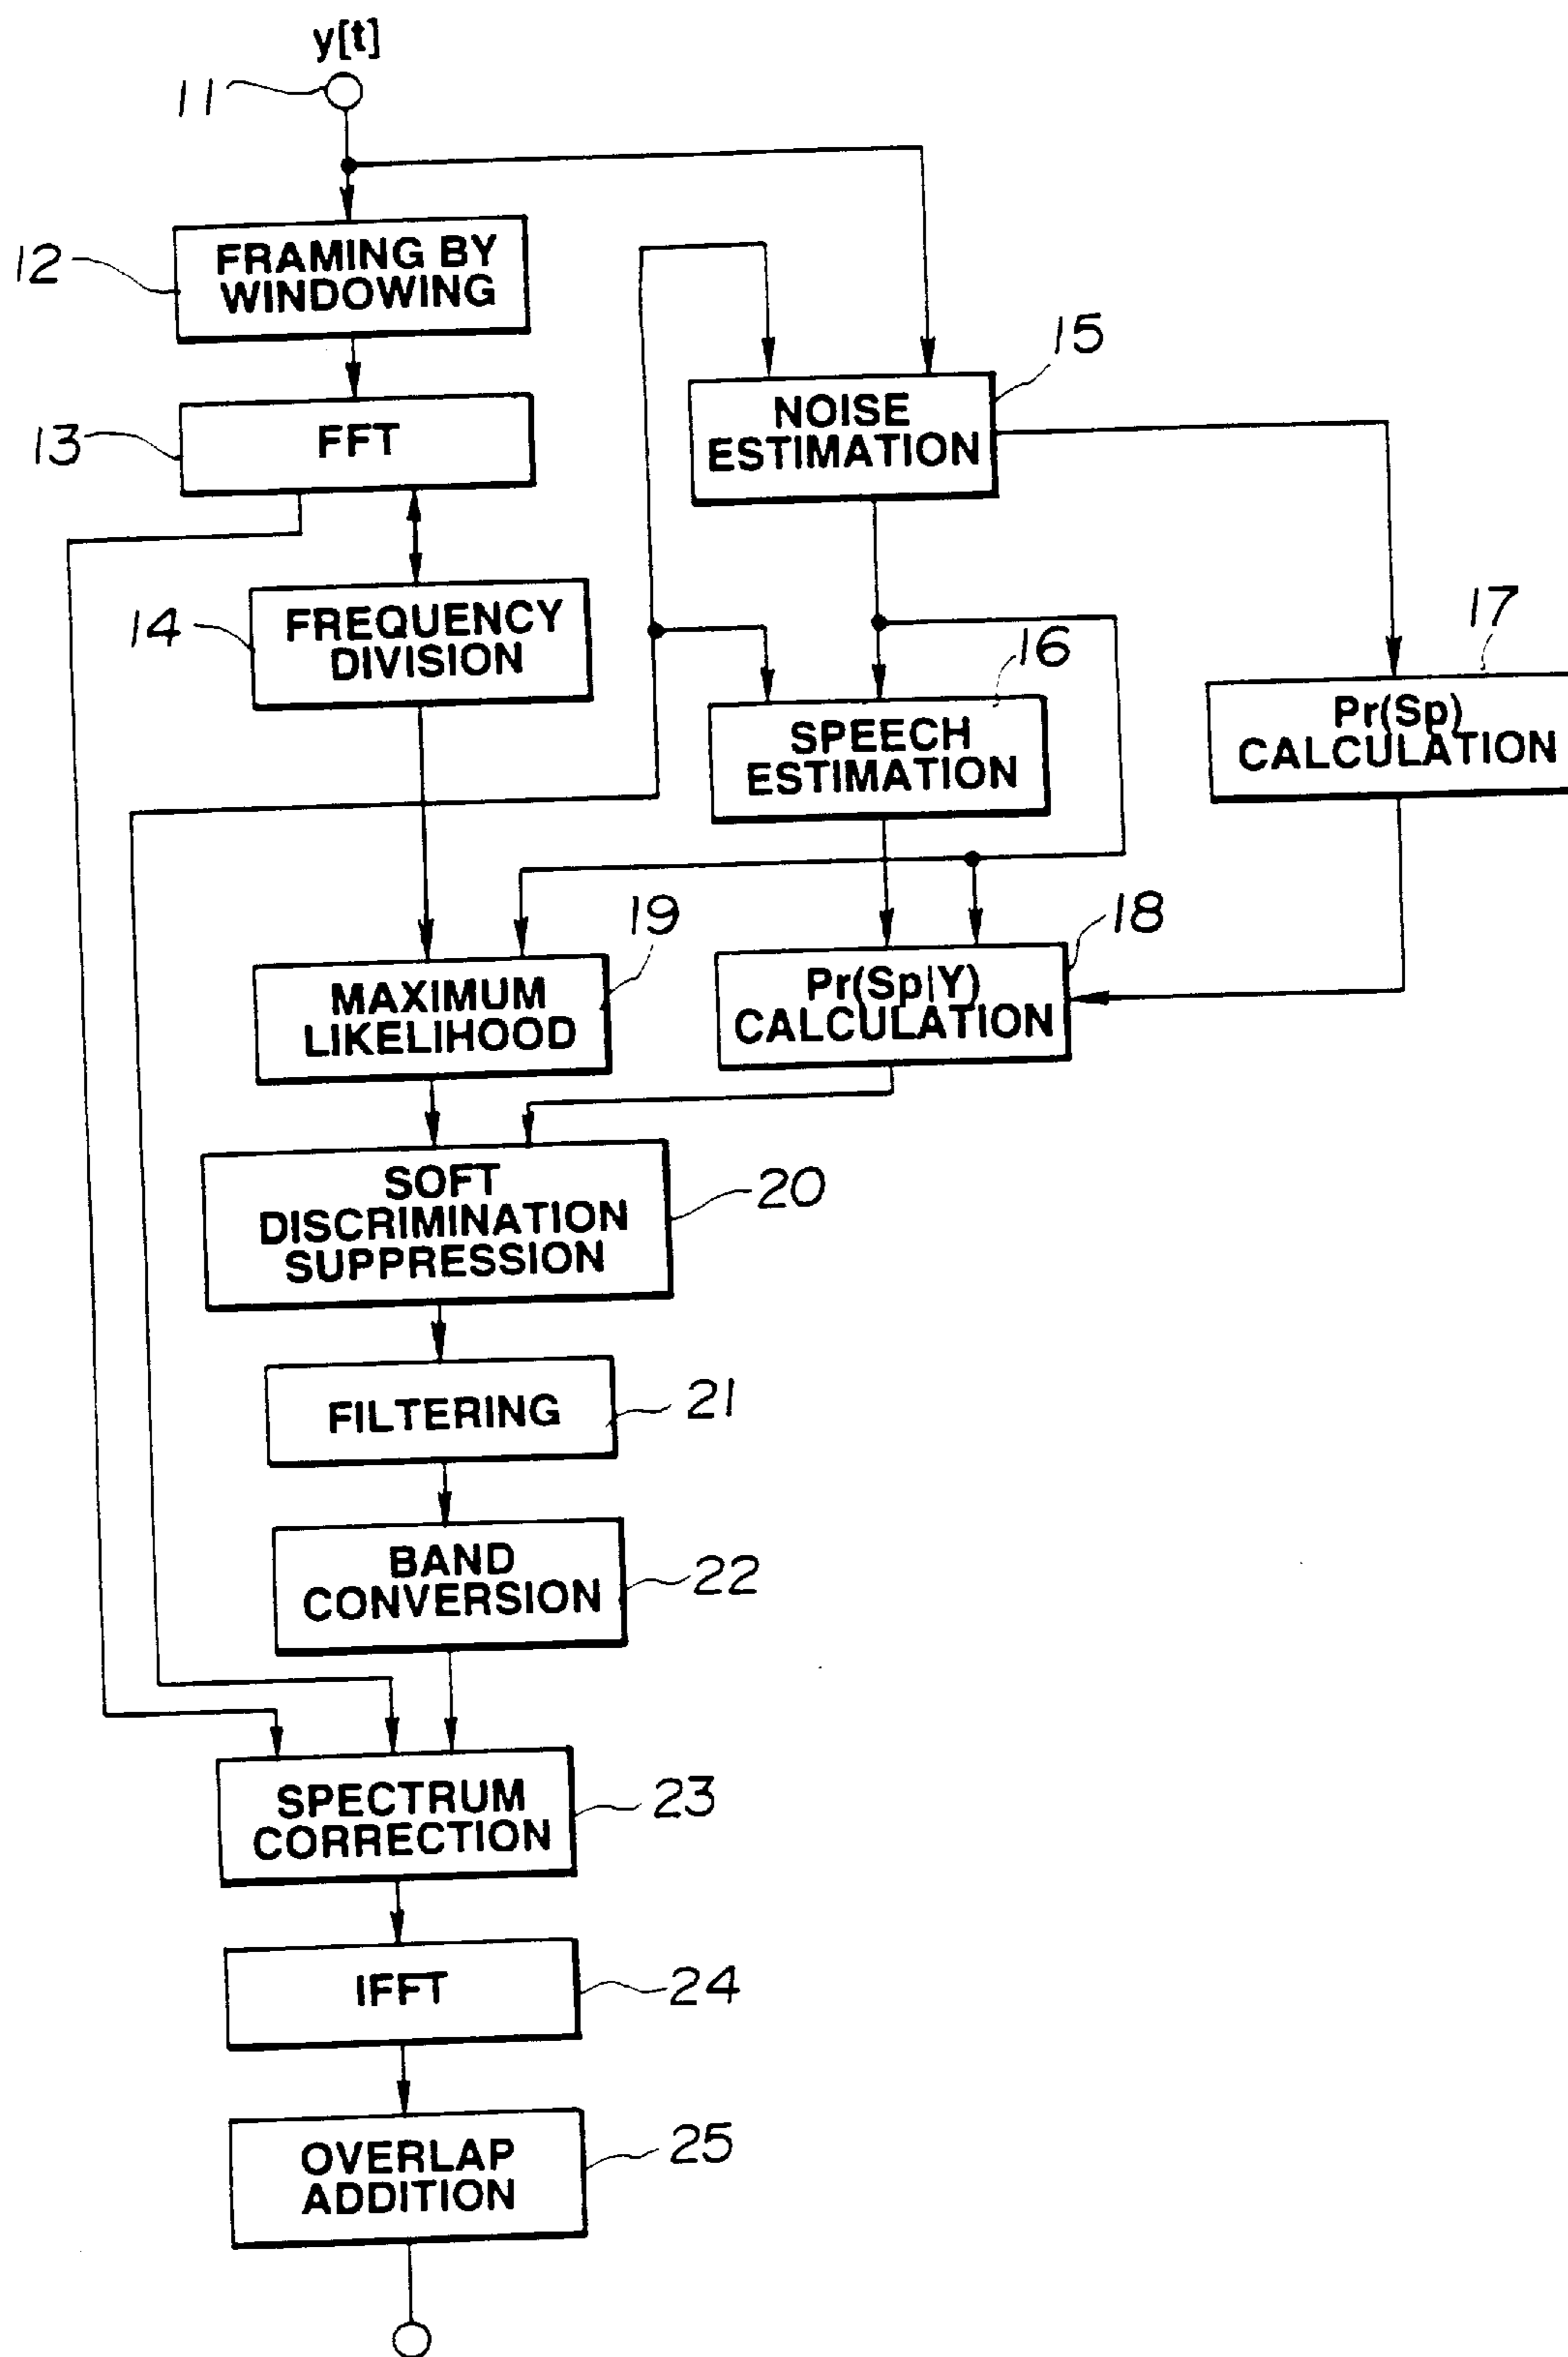 y[t]
11
12
FRAMING BY
WINDOWING
15
NOISE
ESTIMATION
13
FFT
14
FREQUENCY
DIVISION
16
SPEECH
ESTIMATION
17
Pr(Sp)
CALCULATION
19
MAXIMUM
LIKELIHOOD
18
Pr(Sp|Y)
CALCULATION
SOFT
DISCRIMINATION
SUPPRESSION
20
FILTERING
21
BAND
CONVERSION
22
SPECTRUM
CORRECTION
23
IFFT
24
OVERLAP
ADDITION
25